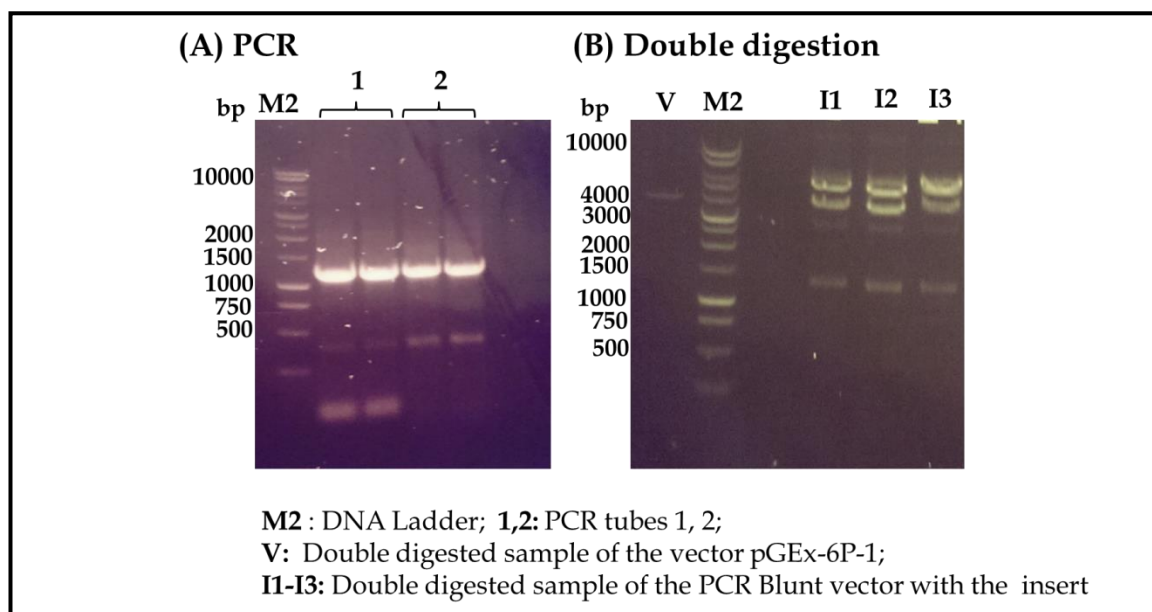 (A) PCR
(B) Double digestion
1
2
bp
M2
10000
2000
1500
1000
750
500
bp
V
M2
I1
I2
I3
10000
4000
3000
2000
1500
1000
750
500
M2 : DNA Ladder; 1,2: PCR tubes 1, 2;
V: Double digested sample of the vector pGEx-6P-1;
I1-I3: Double digested sample of the PCR Blunt vector with the insert